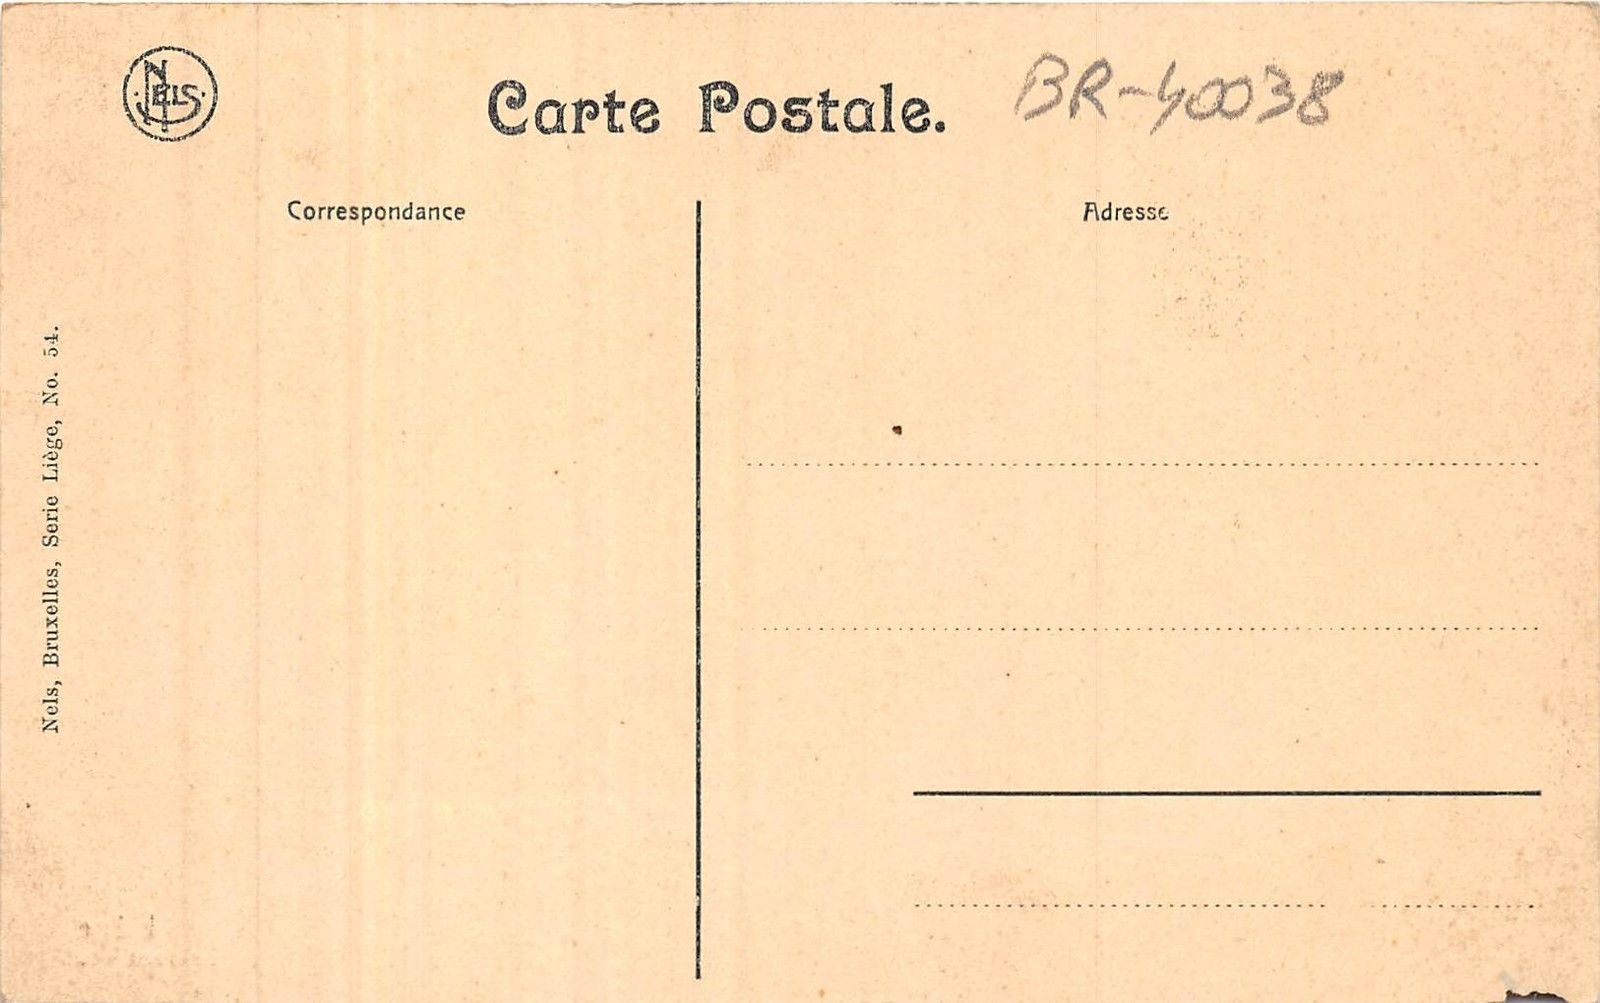 NELS
Carte Postale.
BR-40038
Correspondance
Adresse
Nels, Bruxelles, Serie Liège, No. 54.